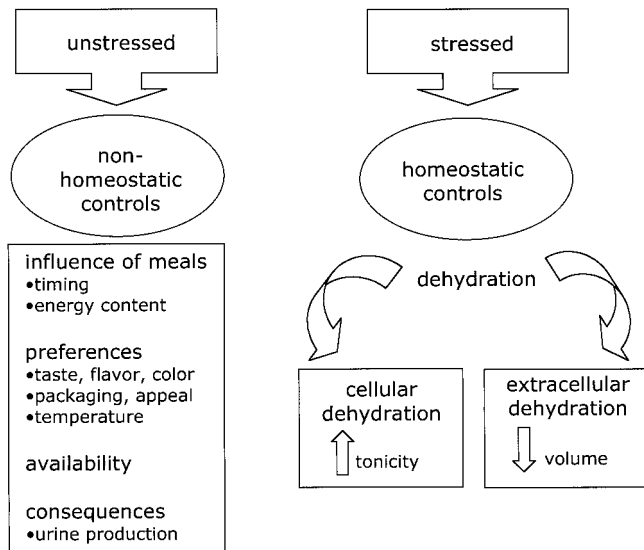 unstressed
non-
homeostatic
controls
influence of meals
•timing
•energy content
preferences
•taste, flavor, color
•packaging, appeal
•temperature
availability
consequences
•urine production
stressed
homeostatic
controls
dehydration
cellular
dehydration
tonicity
extracellular
dehydration
volume